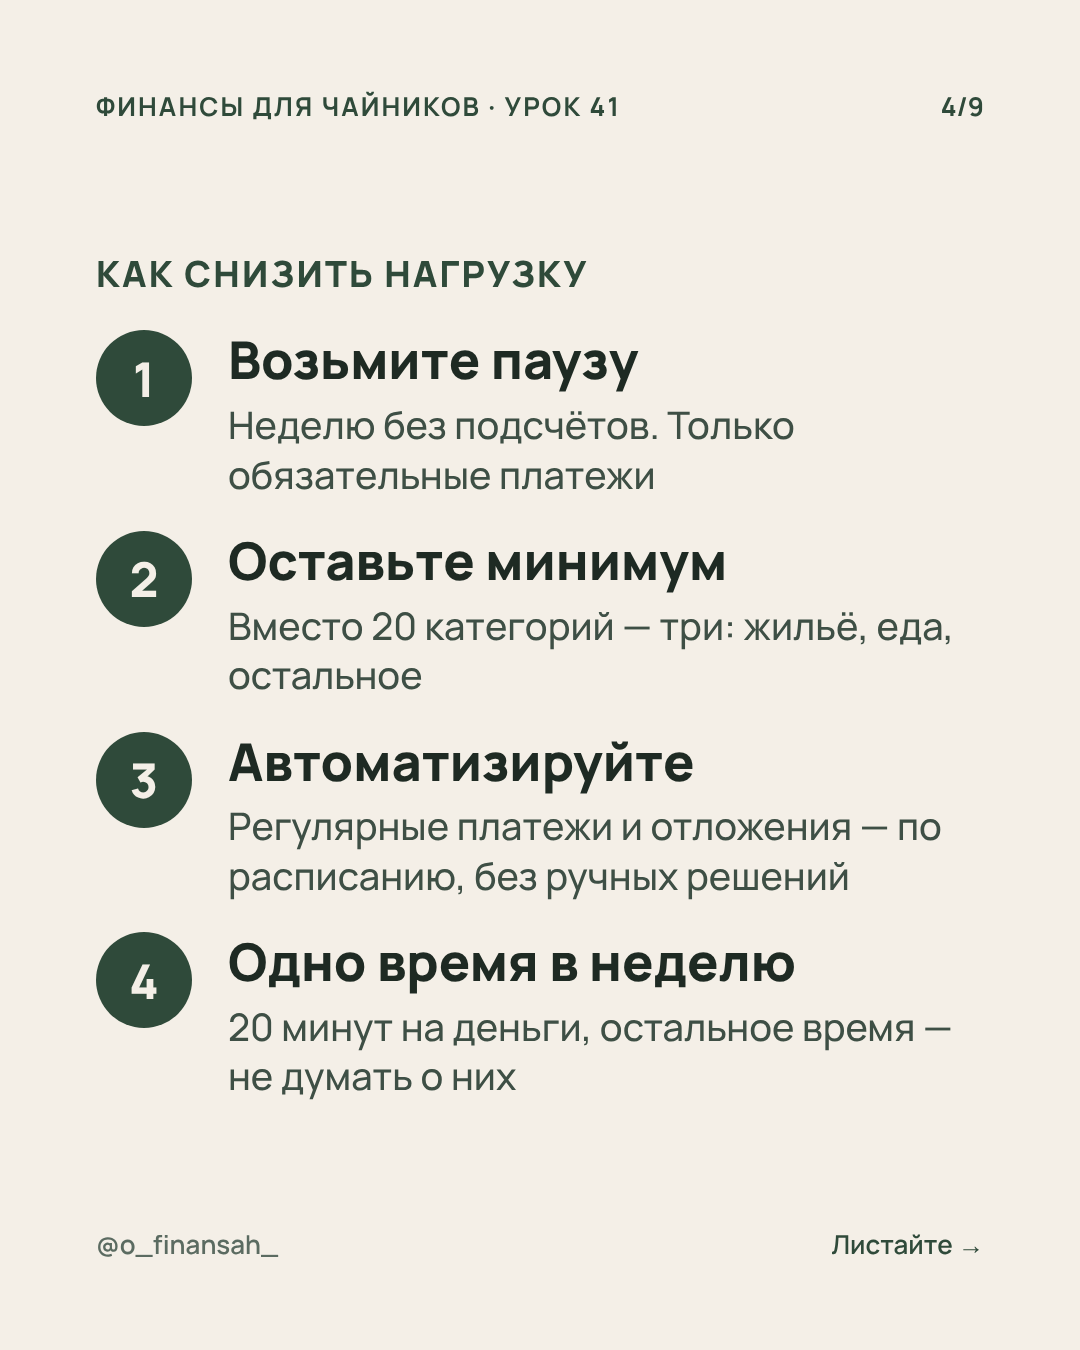 ФИНАНСЫ ДЛЯ ЧАЙНИКОВ · УРОК 41
4/9
КАК СНИЗИТЬ НАГРУЗКУ
1
Возьмите паузу
Неделю без подсчётов. Только
обязательные платежи
2
Оставьте минимум
Вместо 20 категорий — три: жильё, еда,
остальное
3
Автоматизируйте
Регулярные платежи и отложения — по
расписанию, без ручных решений
4
Одно время в неделю
20 минут на деньги, остальное время —
не думать о них
@o_finansah_
Листайте →